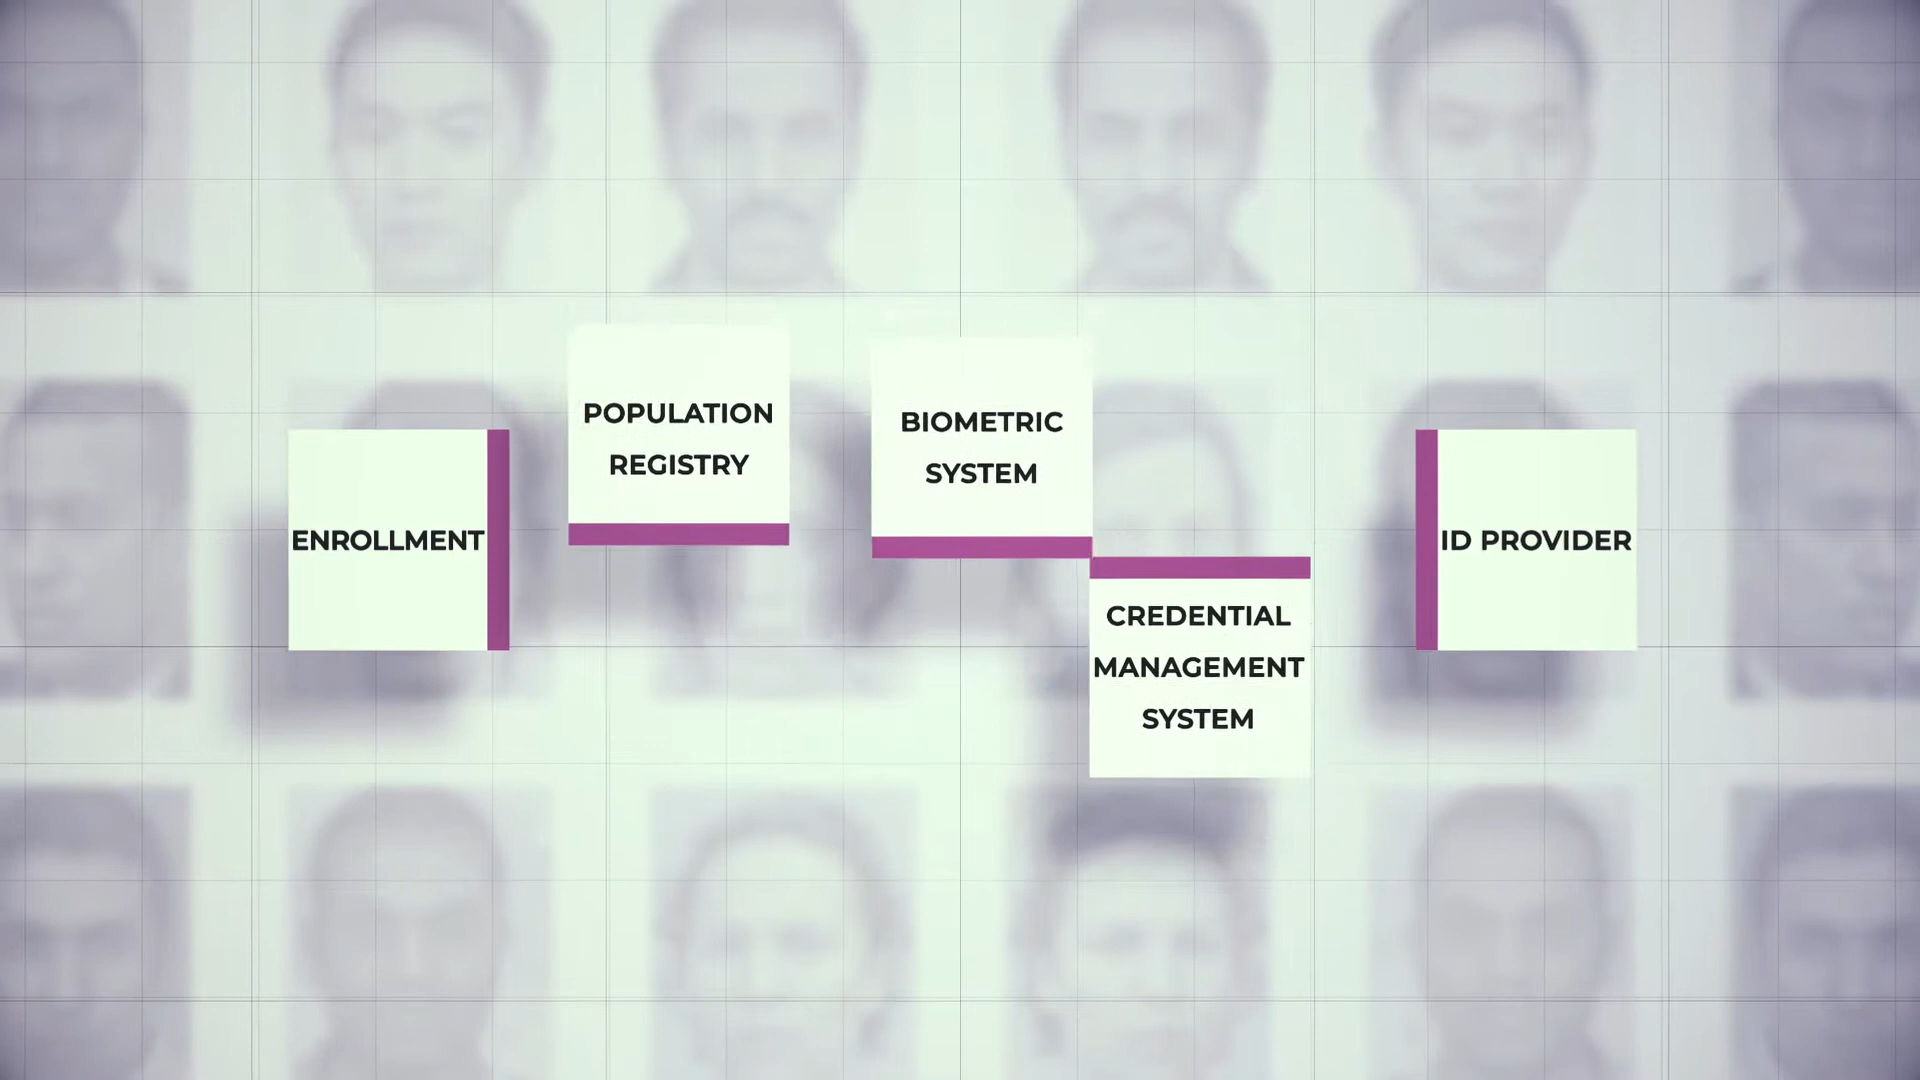 ENROLLMENT
POPULATION
REGISTRY
BIOMETRIC
SYSTEM
CREDENTIAL
MANAGEMENT
SYSTEM
ID PROVIDER